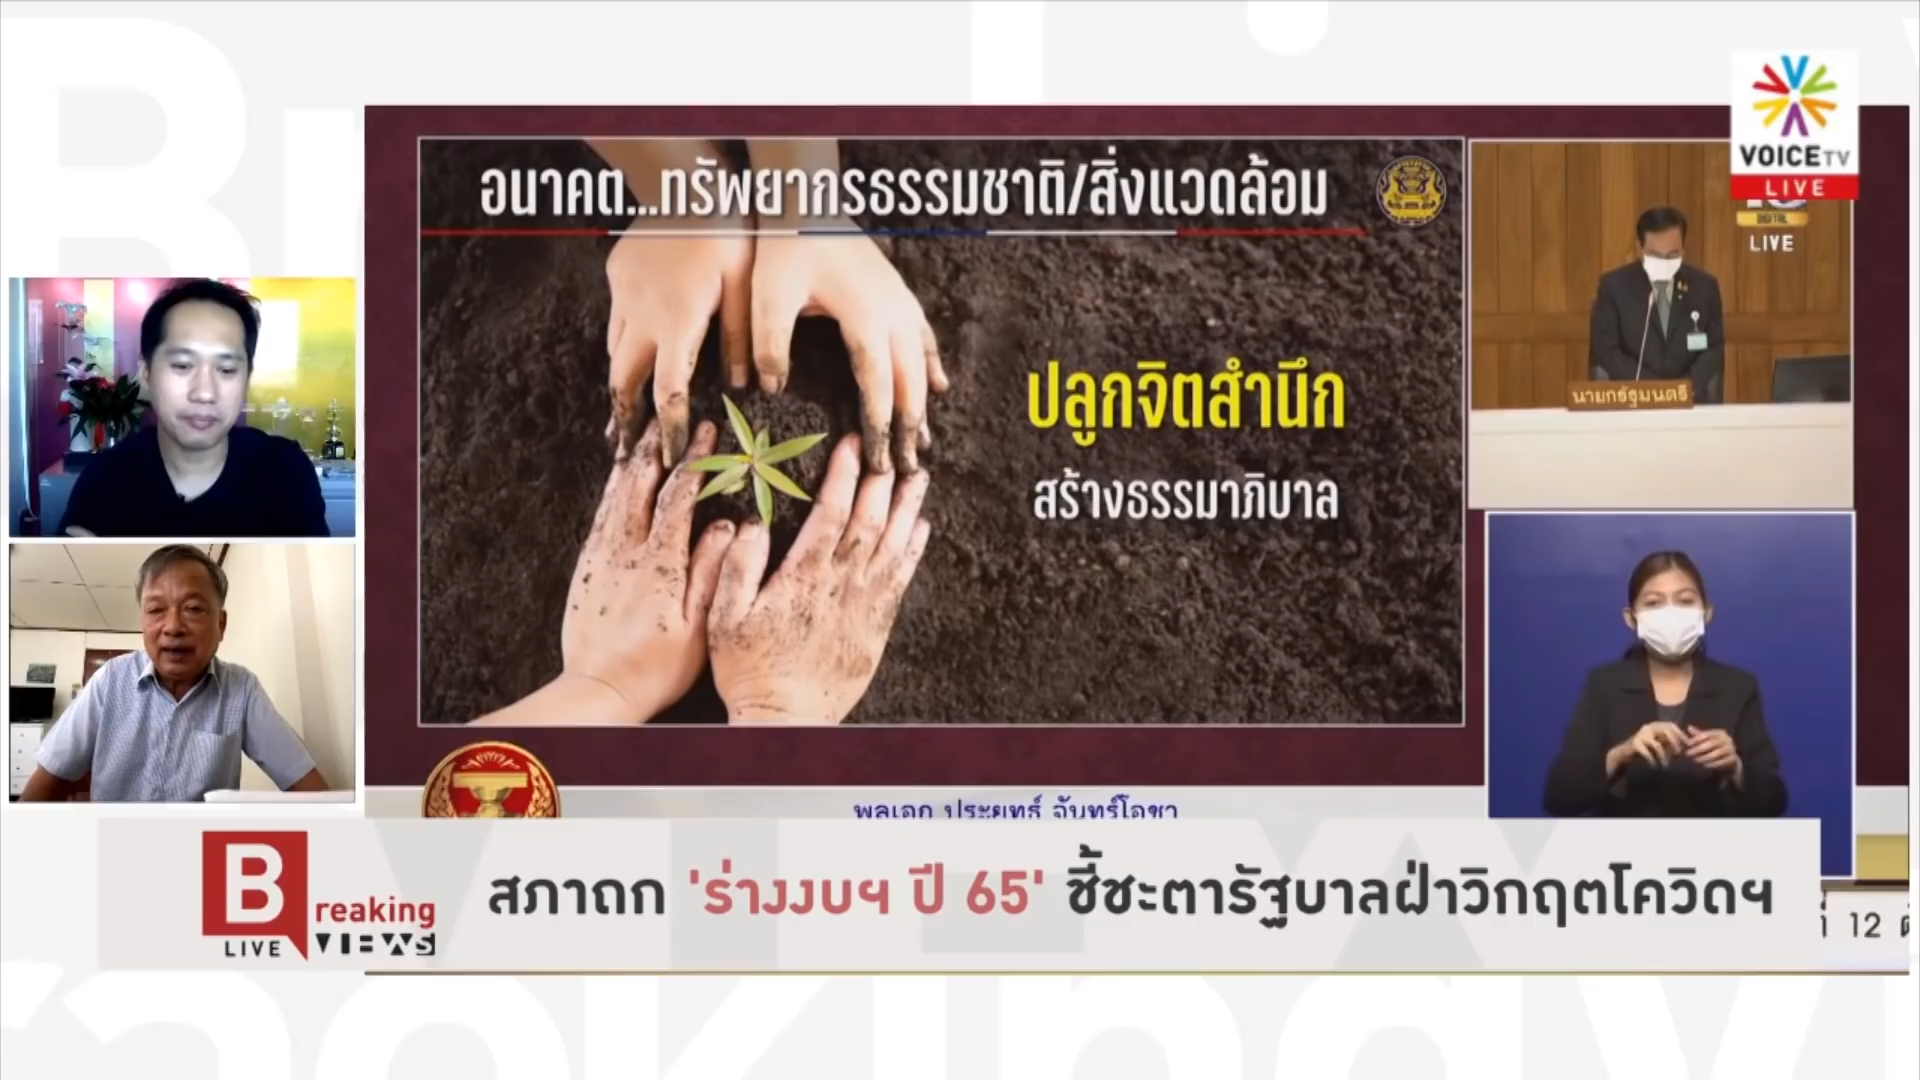 VOICE TV
LIVE
DIGITAL
LIVE
อนาคต...ทรัพยากรธรรมชาติ/สิ่งแวดล้อม
ปลูกจิตสำนึก
สร้างธรรมาภิบาล
นายกรัฐมนตรี
พลเอก ประยุทธ์ จันทร์โอชา
Breaking
VIEWS
LIVE
สภาถก 'ร่างงบฯ ปี 65' ชี้ชะตารัฐบาลฝ่าวิกฤตโควิดฯ
12